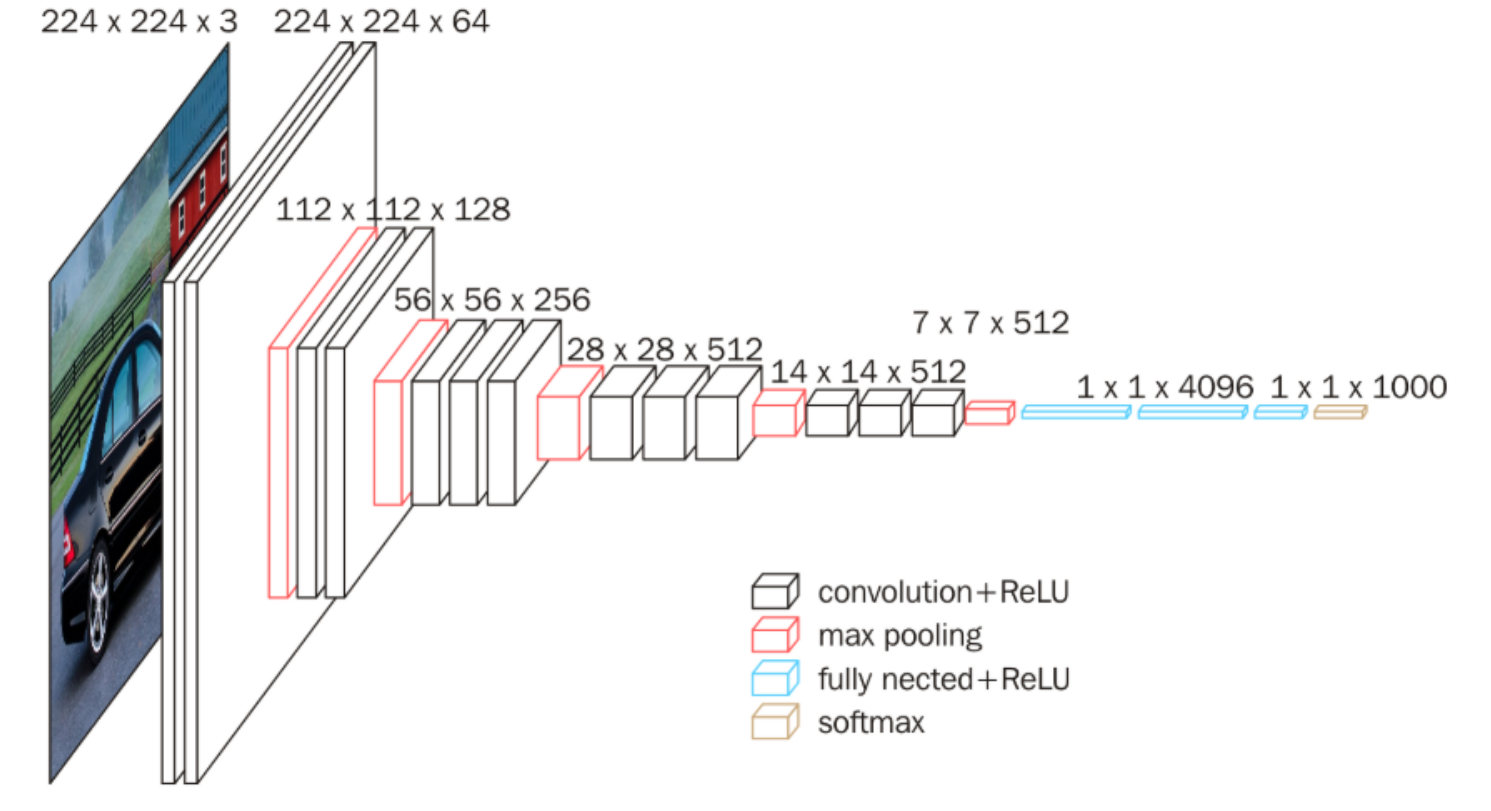 224 x 224 x 3
224 x 224 x 64
112 x 112 x 128
56 x 56 x 256
28 x 28 x 512
14 x 14 x 512
7 x 7 x 512
1 x 1 x 4096
1 x 1 x 1000
convolution+ReLU
max pooling
fully nected+ReLU
softmax